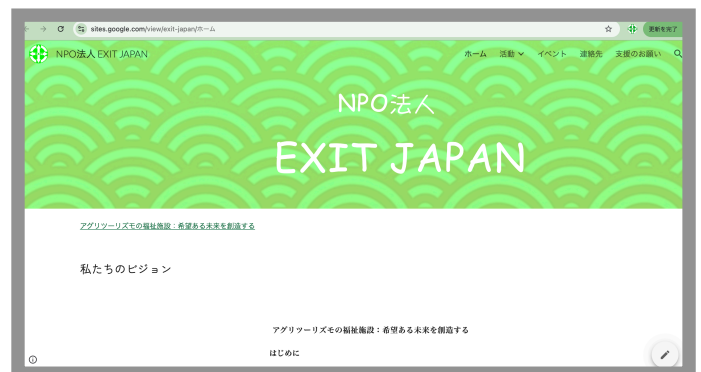 sites.google.com/view/exit-japan/ホーム
更新を完了
NPO法人 EXIT JAPAN
ホーム 活動 イベント 連絡先 支援のお願い
NPO法人
EXIT JAPAN
アグリツーリズモの福祉施設：希望ある未来を創造する
私たちのビジョン
アグリツーリズモの福祉施設：希望ある未来を創造する
はじめに